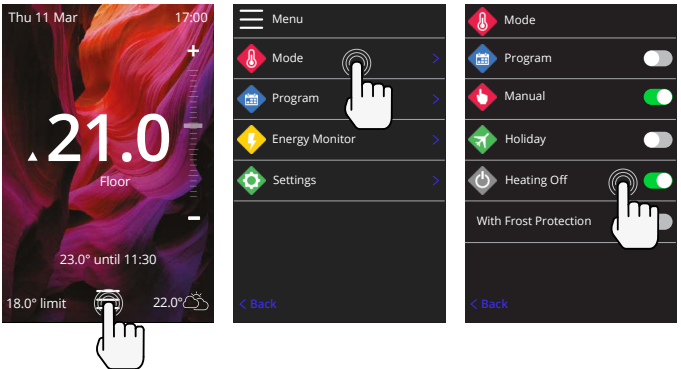 Thu 11 Mar 17:00
+
.21.0
Floor
-
23.0° until 11:30
18.0° limit 22.0°
Menu
Mode >
Program >
Energy Monitor >
Settings >
< Back
Mode
Program
Manual
Holiday
Heating Off
With Frost Protection
< Back